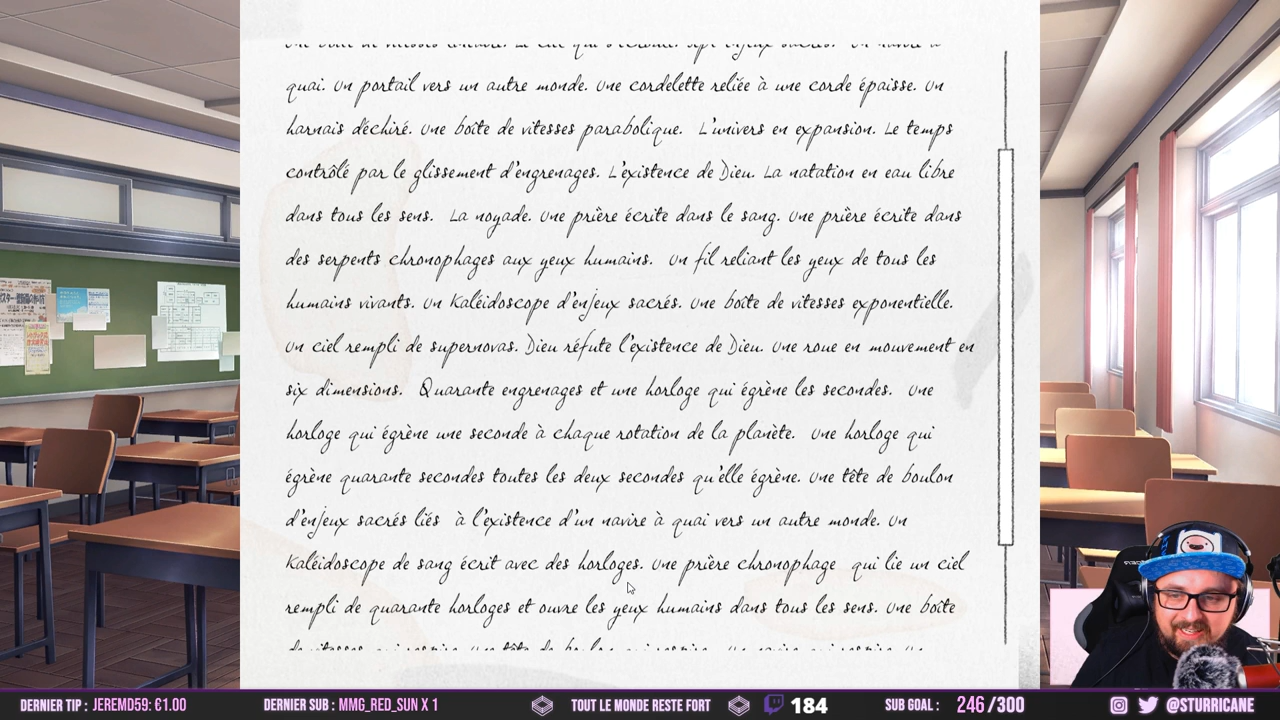 quai. Un portail vers un autre monde. Une cordelette reliée à une corde épaisse. Un
harnais déchiré. Une boîte de vitesses parabolique. L'univers en expansion. Le temps
contrôlé par le glissement d'engrenages. L'existence de Dieu. La natation en eau libre
dans tous les sens. La noyade. Une prière écrite dans le sang. Une prière écrite dans
des serpents chronophages aux yeux humains. Un fil reliant les yeux de tous les
humains vivants. Un Kaléidoscope d'enjeux sacrés. Une boîte de vitesses exponentielle.
Un ciel rempli de supernovas. Dieu réfute l'existence de Dieu. Une roue en mouvement en
six dimensions. Quarante engrenages et une horloge qui égrène les secondes. Une
horloge qui égrène une seconde à chaque rotation de la planète. Une horloge qui
égrène quarante secondes toutes les deux secondes qu'elle égrène. Une tête de boulon
d'enjeux sacrés liés à l'existence d'un navire à quai vers un autre monde. Un
Kaléidoscope de sang écrit avec des horloges. Une prière chronophage qui lie un ciel
rempli de quarante horloges et ouvre les yeux humains dans tous les sens. Une boîte
DERNIER TIP : JEREMD59: €1.00
DERNIER SUB : MMG_RED_SUN X 1
TOUT LE MONDE RESTE FORT
184
SUB GOAL : 246/300
@STURRICANE